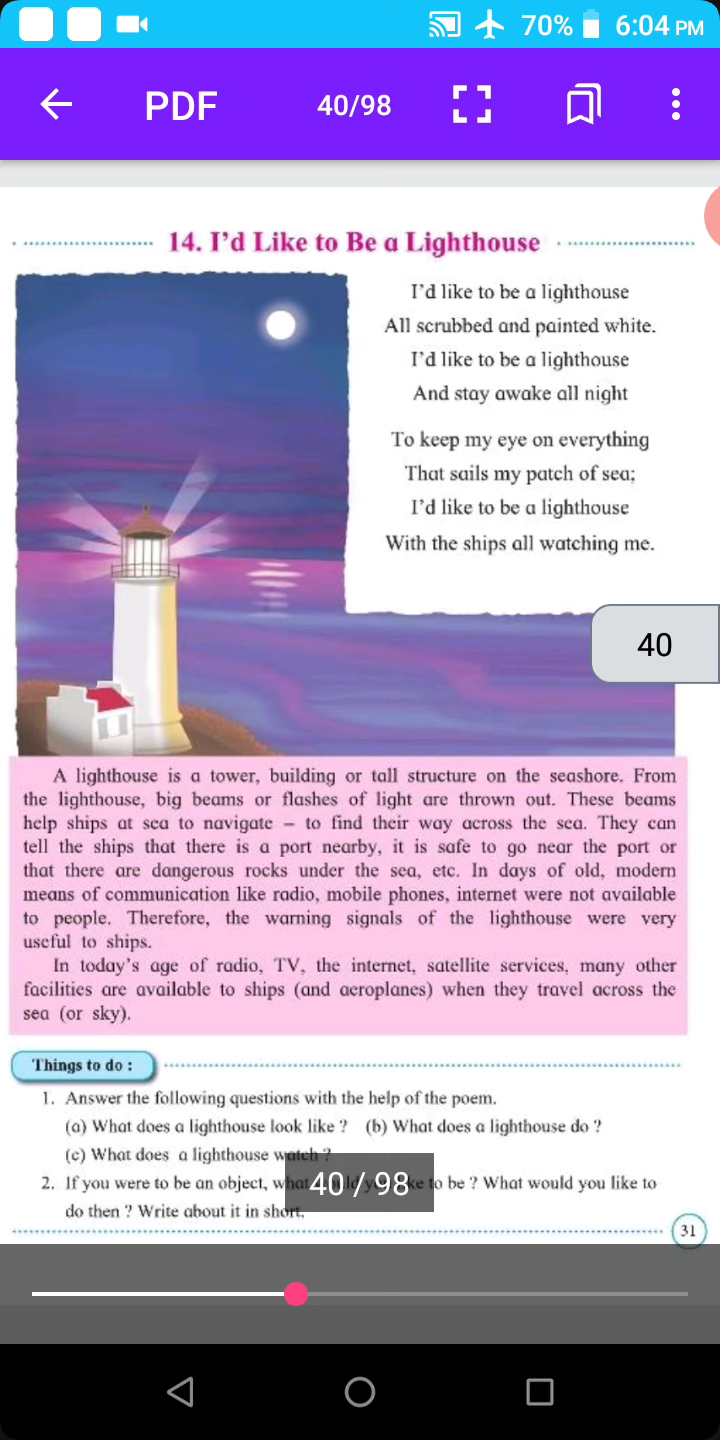 70% 6:04 PM
PDF 40/98
14. I'd Like to Be a Lighthouse
I'd like to be a lighthouse
All scrubbed and painted white.
I'd like to be a lighthouse
And stay awake all night
To keep my eye on everything
That sails my patch of sea;
I'd like to be a lighthouse
With the ships all watching me.
40
A lighthouse is a tower, building or tall structure on the seashore. From
the lighthouse, big beams or flashes of light are thrown out. These beams
help ships at sea to navigate – to find their way across the sea. They can
tell the ships that there is a port nearby, it is safe to go near the port or
that there are dangerous rocks under the sea, etc. In days of old, modern
means of communication like radio, mobile phones, internet were not available
to people. Therefore, the warning signals of the lighthouse were very
useful to ships.
In today's age of radio, TV, the internet, satellite services, many other
facilities are available to ships (and aeroplanes) when they travel across the
sea (or sky).
Things to do :
1. Answer the following questions with the help of the poem.
(a) What does a lighthouse look like ? (b) What does a lighthouse do ?
(c) What does a lighthouse watch ?
2. If you were to be an object, what would you like to be ? What would you like to
do then ? Write about it in short.
40 / 98
31